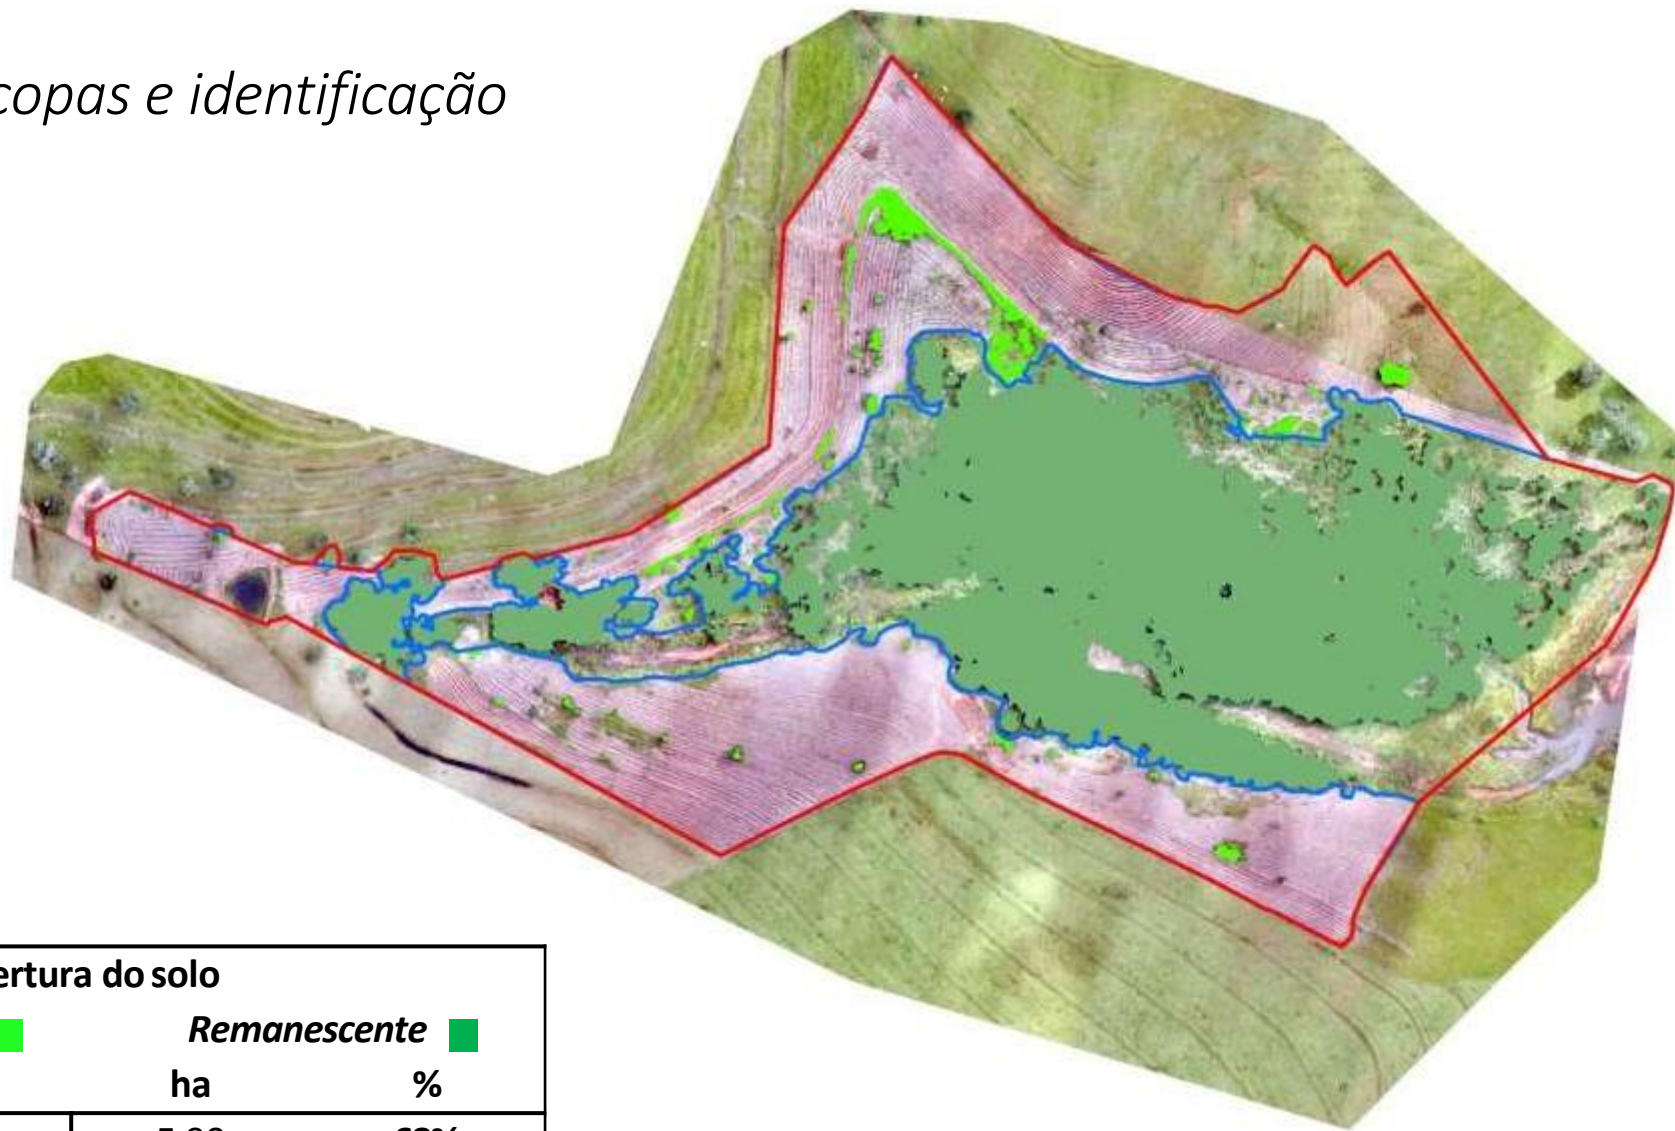 copas e identificação
ertura do solo
Remanescente
ha %